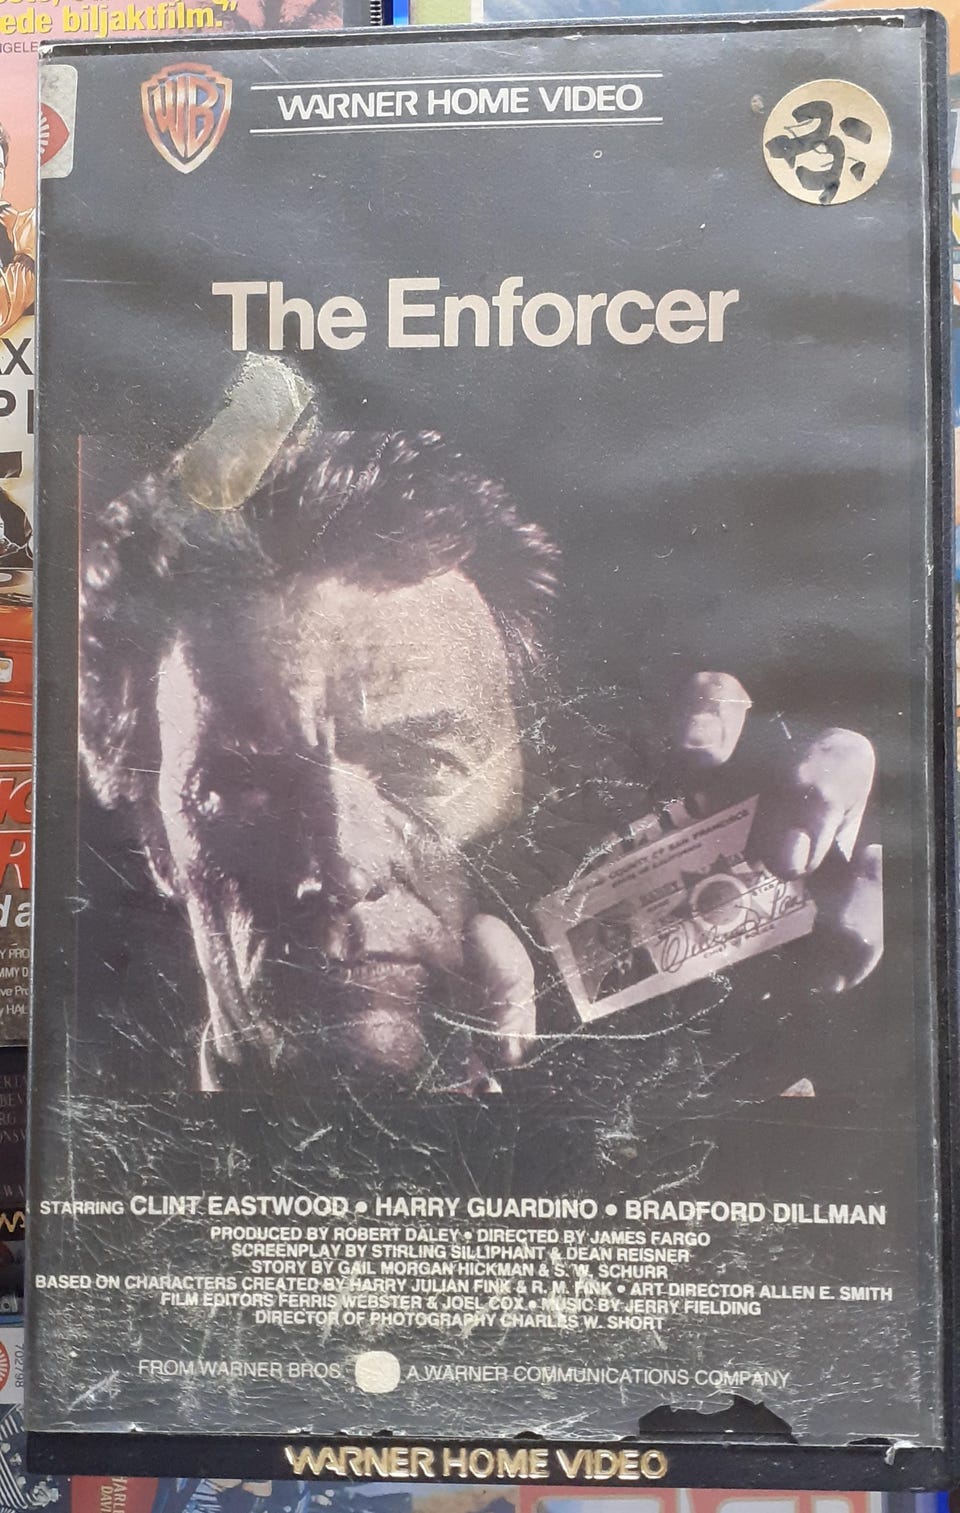 ede biljaktfilm."
WB
WARNER HOME VIDEO
The Enforcer
STARRING CLINT EASTWOOD • HARRY GUARDINO • BRADFORD DILLMAN
PRODUCED BY ROBERT DALEY • DIRECTED BY JAMES FARGO
SCREENPLAY BY STIRLING SILLIPHANT & DEAN REISNER
STORY BY GAIL MORGAN HICKMAN & S. W. SCHURR
BASED ON CHARACTERS CREATED BY HARRY JULIAN FINK & R. M. FINK • ART DIRECTOR ALLEN E. SMITH
FILM EDITORS FERRIS WEBSTER & JOEL COX • MUSIC BY JERRY FIELDING
DIRECTOR OF PHOTOGRAPHY CHARLES W. SHORT
FROM WARNER BROS. A WARNER COMMUNICATIONS COMPANY
WARNER HOME VIDEO
702798